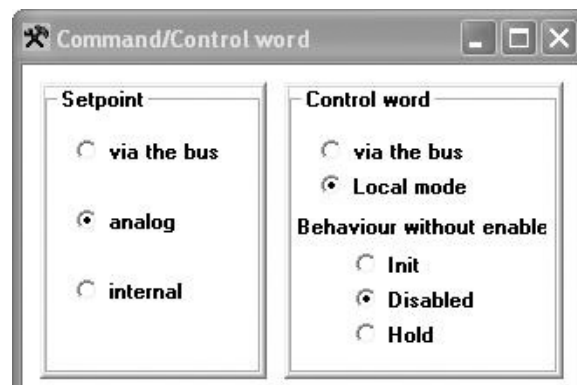 Command/Control word
Setpoint
via the bus
analog
internal
Control word
via the bus
Local mode
Behaviour without enable
Init
Disabled
Hold